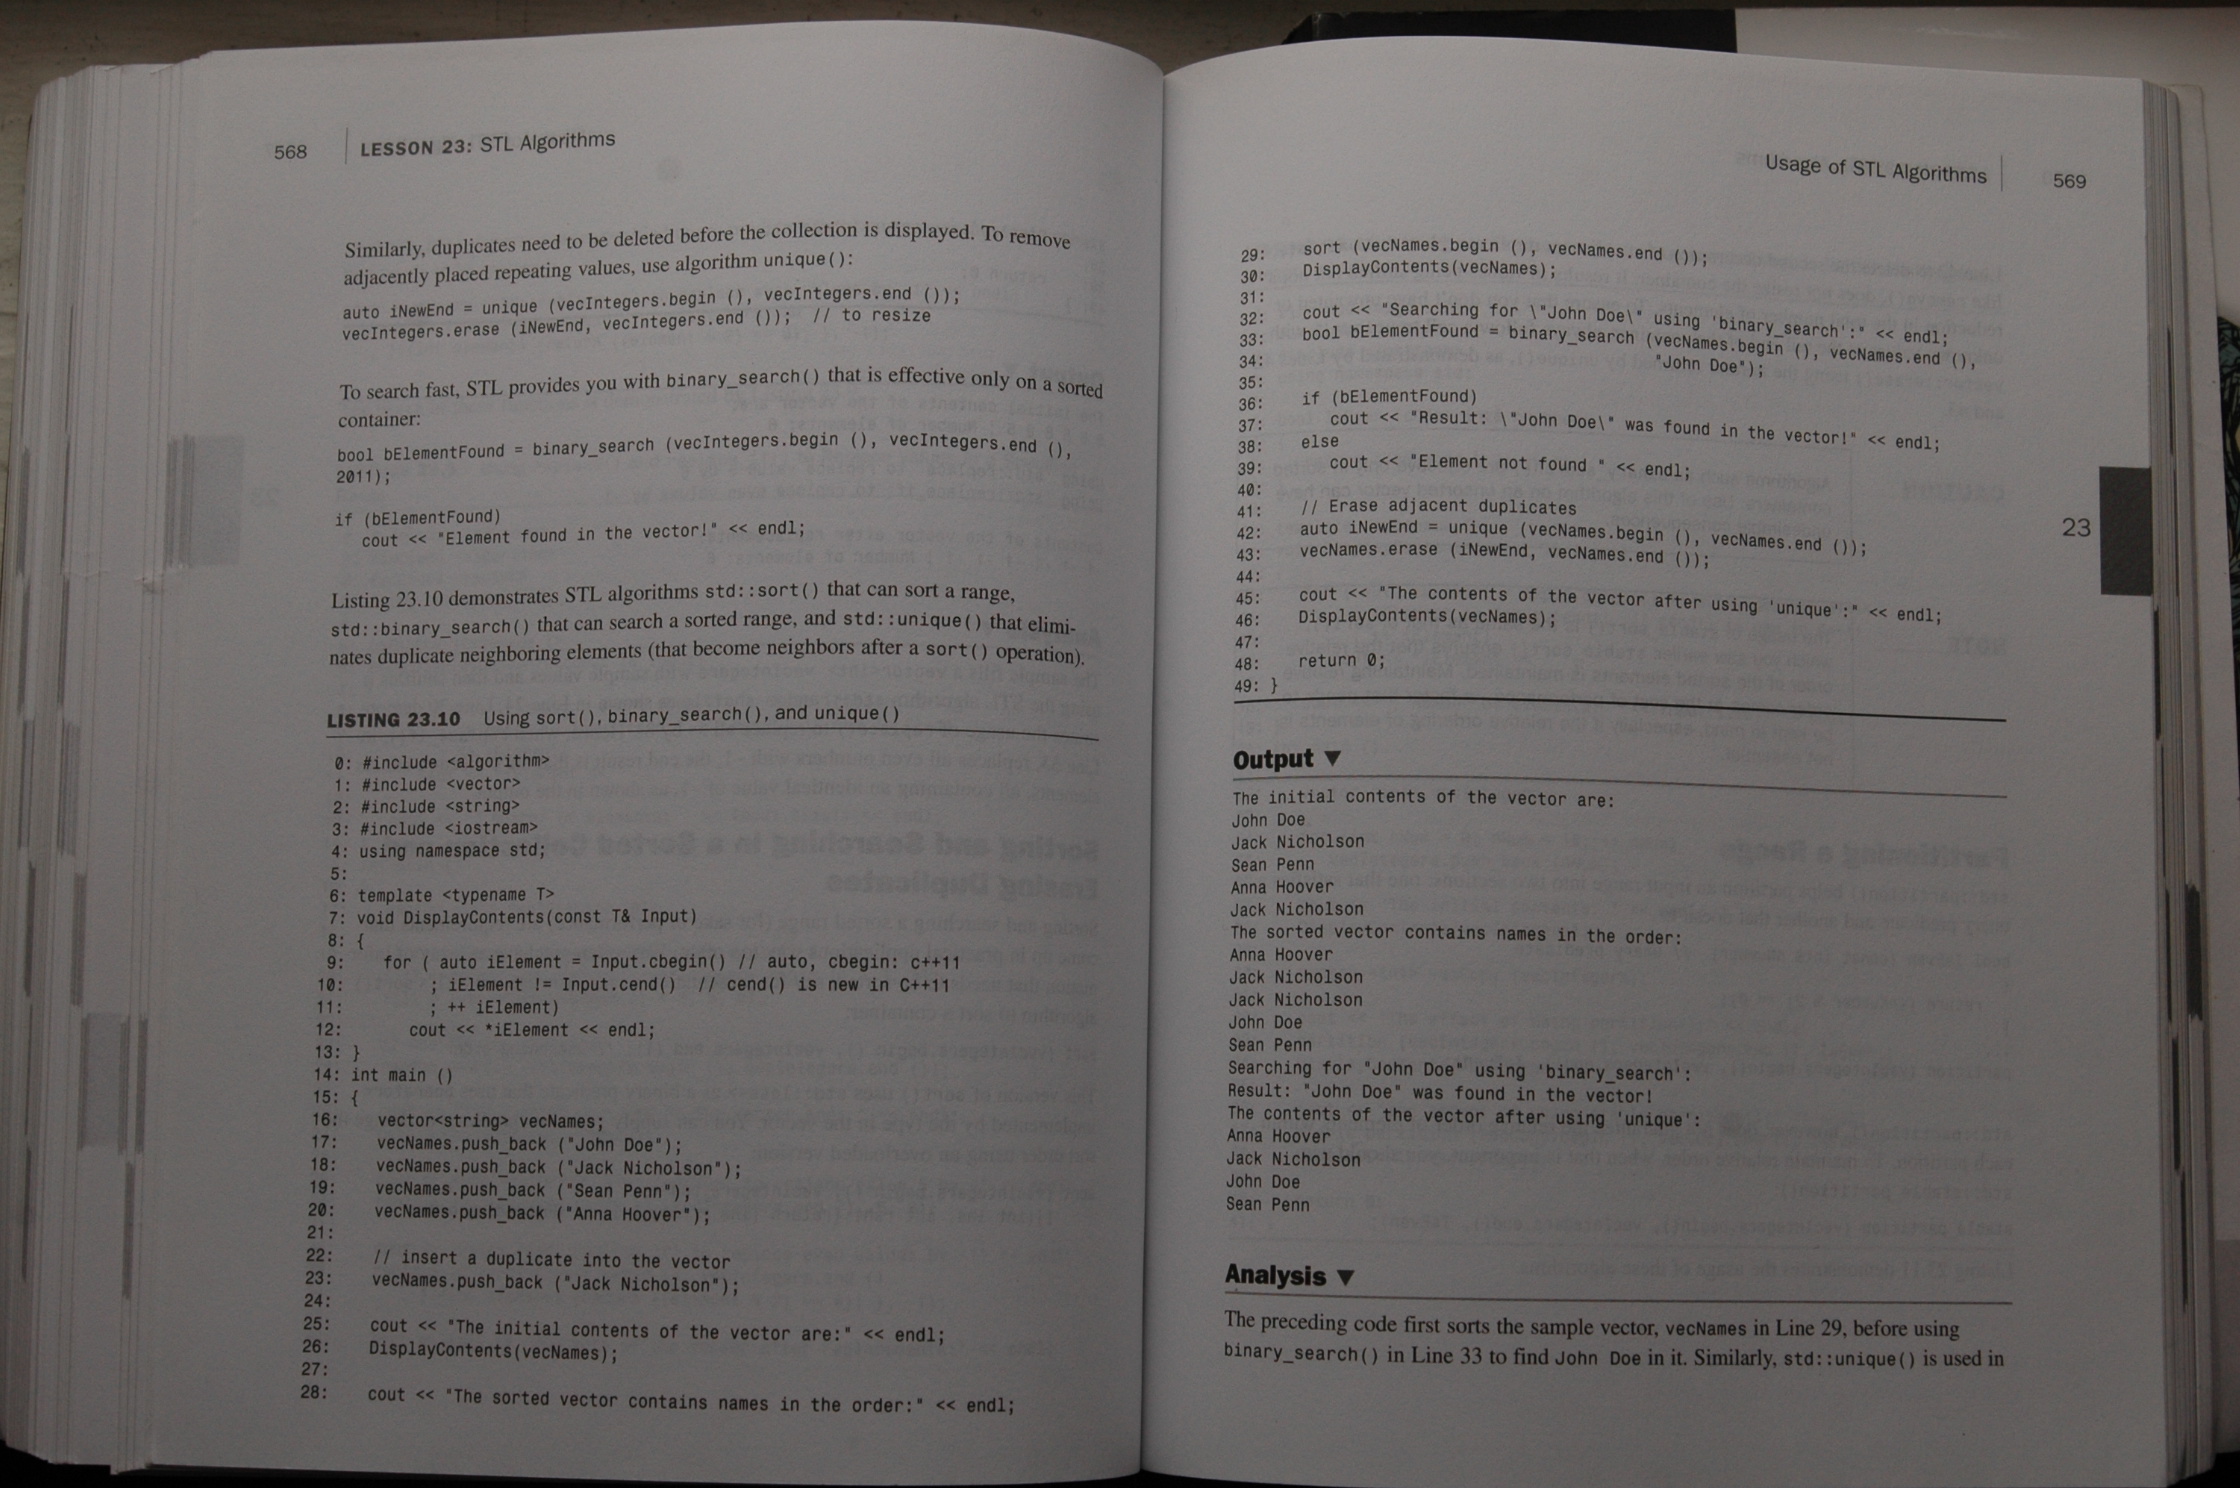 568 LESSON 23: STL Algorithms
Similarly, duplicates need to be deleted before the collection is displayed. To remove
adjacently placed repeating values, use algorithm unique():
auto iNewEnd = unique (vecIntegers.begin (), vecIntegers.end ());
vecIntegers.erase (iNewEnd, vecIntegers.end ());  // to resize
To search fast, STL provides you with binary_search() that is effective only on a sorted
container:
bool bElementFound = binary_search (vecIntegers.begin (), vecIntegers.end (),
2011);
if (bElementFound)
   cout << "Element found in the vector!" << endl;
Listing 23.10 demonstrates STL algorithms std::sort() that can sort a range,
std::binary_search() that can search a sorted range, and std::unique() that elimi-
nates duplicate neighboring elements (that become neighbors after a sort() operation).
LISTING 23.10 Using sort(), binary_search(), and unique()
0: #include <algorithm>
1: #include <vector>
2: #include <string>
3: #include <iostream>
4: using namespace std;
5:
6: template <typename T>
7: void DisplayContents(const T& Input)
8: {
9:    for ( auto iElement = Input.cbegin() // auto, cbegin: c++11
10:         ; iElement != Input.cend()  // cend() is new in C++11
11:         ; ++ iElement)
12:       cout << *iElement << endl;
13: }
14: int main ()
15: {
16:    vector<string> vecNames;
17:    vecNames.push_back ("John Doe");
18:    vecNames.push_back ("Jack Nicholson");
19:    vecNames.push_back ("Sean Penn");
20:    vecNames.push_back ("Anna Hoover");
21:
22:    // insert a duplicate into the vector
23:    vecNames.push_back ("Jack Nicholson");
24:
25:    cout << "The initial contents of the vector are:" << endl;
26:    DisplayContents(vecNames);
27:
28:    cout << "The sorted vector contains names in the order:" << endl;
Usage of STL Algorithms 569
29:    sort (vecNames.begin (), vecNames.end ());
30:    DisplayContents(vecNames);
31:
32:    cout << "Searching for \"John Doe\" using 'binary_search':" << endl;
33:    bool bElementFound = binary_search (vecNames.begin (), vecNames.end (),
34:                                        "John Doe");
35:
36:    if (bElementFound)
37:       cout << "Result: \"John Doe\" was found in the vector!" << endl;
38:    else
39:       cout << "Element not found " << endl;
40:
41:    // Erase adjacent duplicates
42:    auto iNewEnd = unique (vecNames.begin (), vecNames.end ());
43:    vecNames.erase (iNewEnd, vecNames.end ());
44:
45:    cout << "The contents of the vector after using 'unique':" << endl;
46:    DisplayContents(vecNames);
47:
48:    return 0;
49: }
23
Output ▼
The initial contents of the vector are:
John Doe
Jack Nicholson
Sean Penn
Anna Hoover
Jack Nicholson
The sorted vector contains names in the order:
Anna Hoover
Jack Nicholson
Jack Nicholson
John Doe
Sean Penn
Searching for "John Doe" using 'binary_search':
Result: "John Doe" was found in the vector!
The contents of the vector after using 'unique':
Anna Hoover
Jack Nicholson
John Doe
Sean Penn
Analysis ▼
The preceding code first sorts the sample vector, vecNames in Line 29, before using
binary_search() in Line 33 to find John Doe in it. Similarly, std::unique() is used in